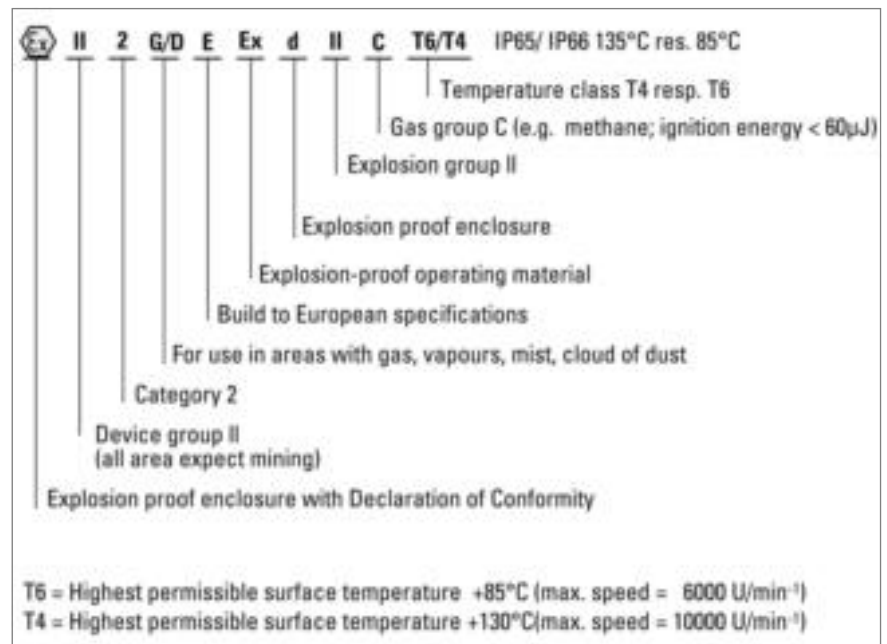 Ex II 2 G/D E Ex d II C T6/T4 IP65/ IP66 135°C res. 85°C
Temperature class T4 resp. T6
Gas group C (e.g. methane; ignition energy < 60µJ)
Explosion group II
Explosion proof enclosure
Explosion-proof operating material
Build to European specifications
For use in areas with gas, vapours, mist, cloud of dust
Category 2
Device group II
(all area expect mining)
Explosion proof enclosure with Declaration of Conformity
T6 = Highest permissible surface temperature +85°C (max. speed = 6000 U/min⁻¹)
T4 = Highest permissible surface temperature +130°C(max. speed = 10000 U/min⁻¹)